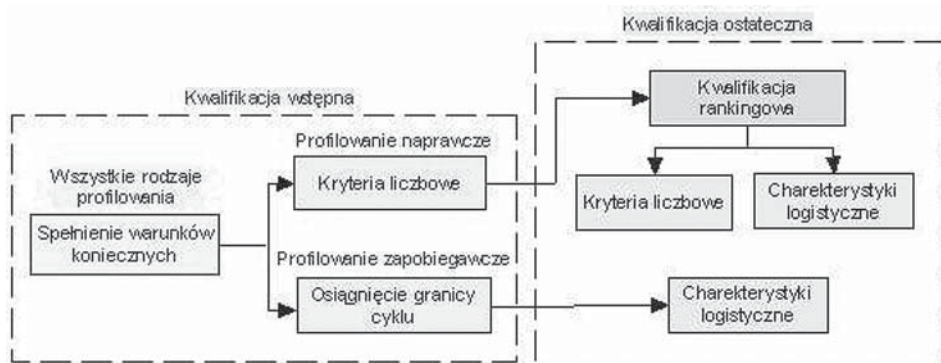 Kwalifikacja ostateczna
Kwalifikacja wstępna
Kwalifikacja
rankingowa
Profilowanie naprawcze
Kryteria liczbowe
Wszystkie rodzaje
profilowania
Spełnienie warunków
koniecznych
Kryteria liczbowe
Charekterystyki
logistyczne
Profilowanie zapobiegawcze
Osiągnięcie granicy
cyklu
Charekterystyki
logistyczne